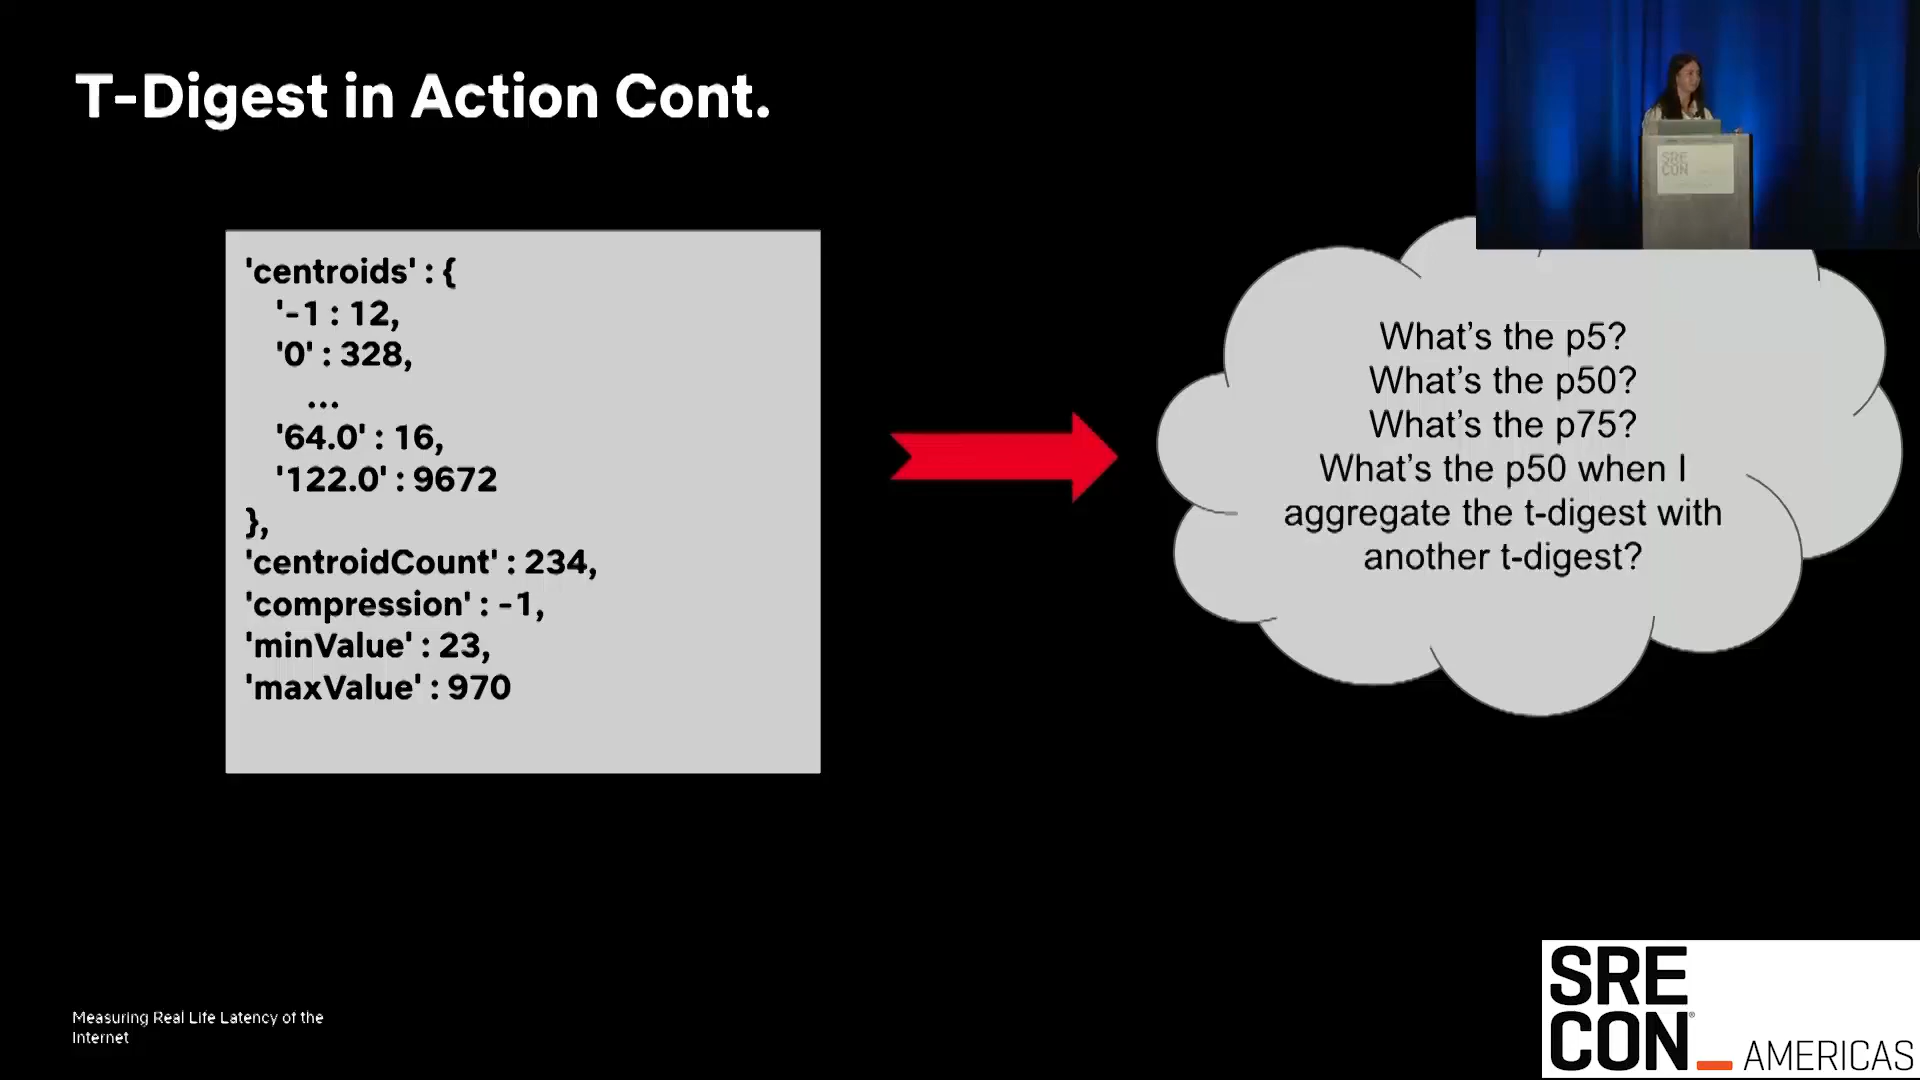 T-Digest in Action Cont.
'centroids' : {
'-1 : 12,
'0' : 328,
...
'64.0' : 16,
'122.0' : 9672
},
'centroidCount' : 234,
'compression' : -1,
'minValue' : 23,
'maxValue' : 970
What's the p5?
What's the p50?
What's the p75?
What's the p50 when I
aggregate the t-digest with
another t-digest?
SRE
CON
Measuring Real Life Latency of the
Internet
SRE
CON®
AMERICAS